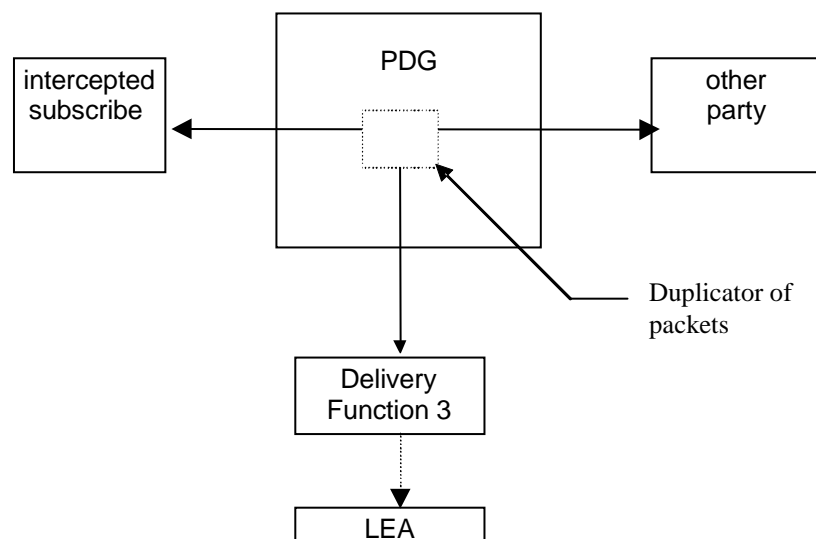 PDG
intercepted
subscribe
other
party
Duplicator of
packets
Delivery
Function 3
LEA